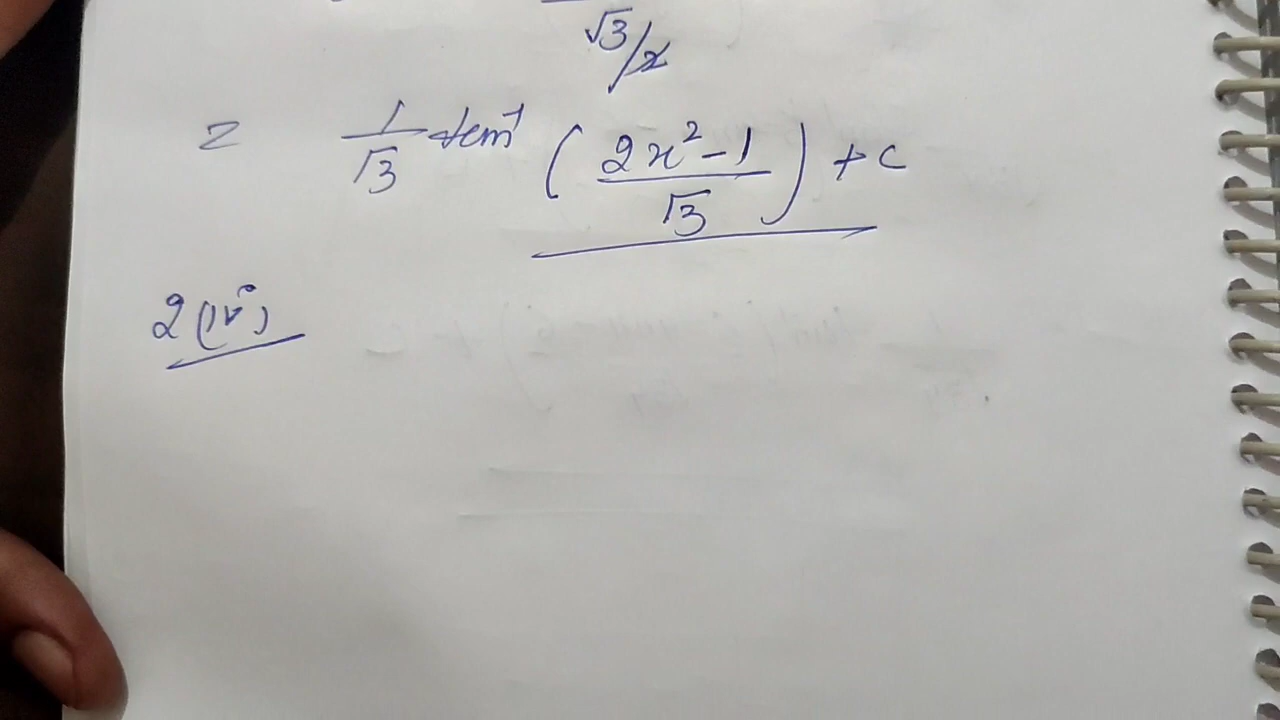 √3/2
= 1/√3 tan⁻¹ ( 2x² - 1 / √3 ) + c
2 (iv)